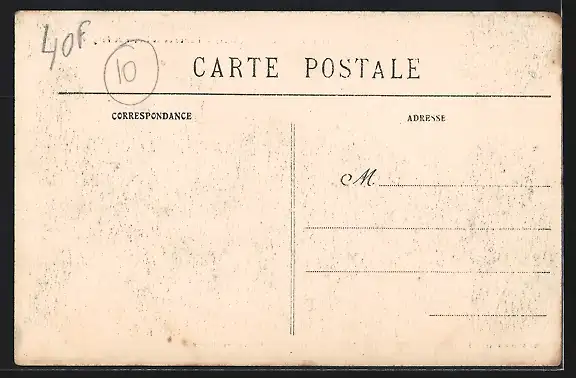 40F
10
CARTE POSTALE
CORRESPONDANCE
ADRESSE
M